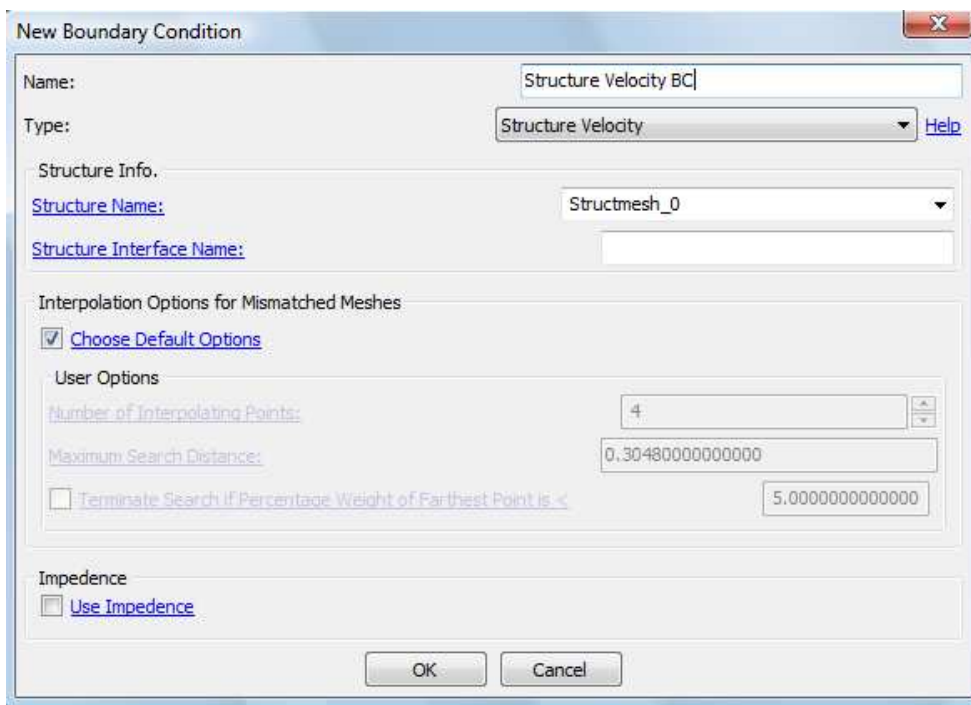 New Boundary Condition
Name: Structure Velocity BC
Type: Structure Velocity Help
Structure Info.
Structure Name: Structmesh_0
Structure Interface Name:
Interpolation Options for Mismatched Meshes
Choose Default Options
User Options
Number of Interpolating Points: 4
Maximum Search Distance: 0.30480000000000
Terminate Search if Percentage Weight of Farthest Point is < 5.0000000000000
Impedence
Use Impedence
OK Cancel